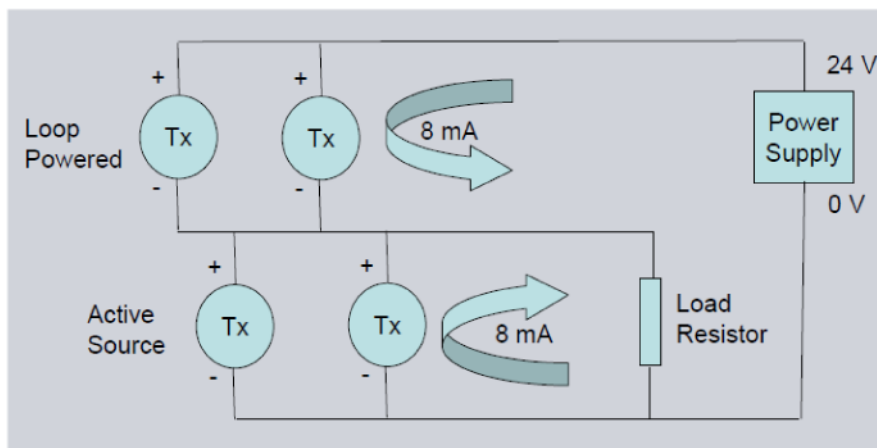 24 V
+
+
Loop
Powered
Tx
Tx
8 mA
Power
Supply
-
-
0 V
+
+
Active
Source
Tx
Tx
8 mA
Load
Resistor
-
-